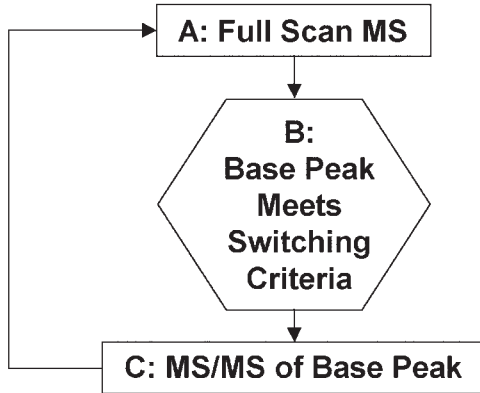 A: Full Scan MS
B:
Base Peak
Meets
Switching
Criteria
C: MS/MS of Base Peak